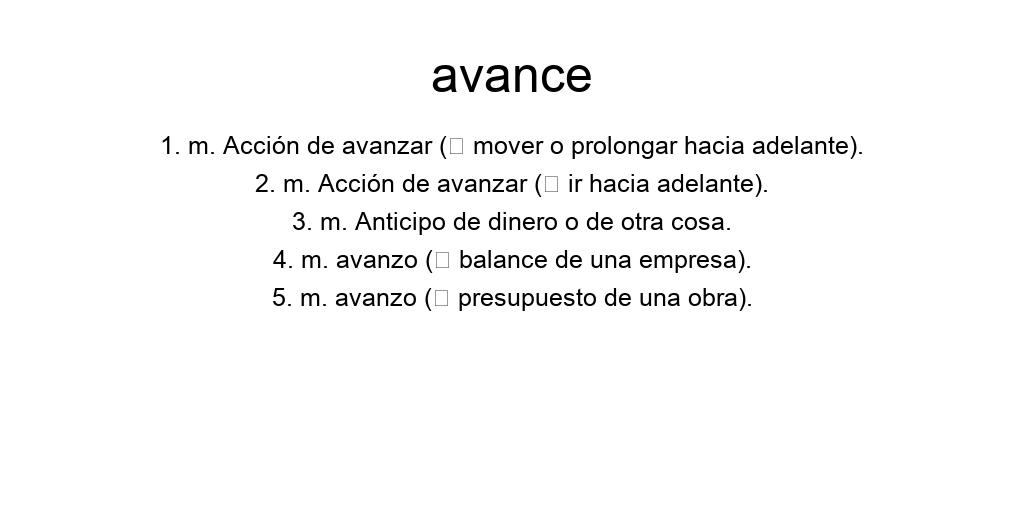 avance
1. m. Acción de avanzar (□ mover o prolongar hacia adelante).
2. m. Acción de avanzar (□ ir hacia adelante).
3. m. Anticipo de dinero o de otra cosa.
4. m. avanzo (□ balance de una empresa).
5. m. avanzo (□ presupuesto de una obra).